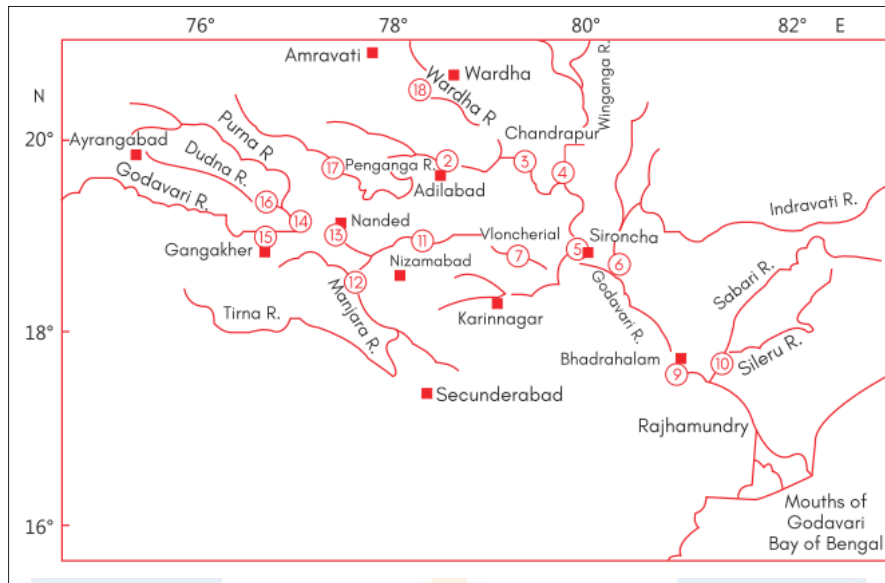 76° 78° 80° 82° E
Amravati
Wardha
N
Wardha R
18
Winganga R.
Chandrapur
20°
Ayrangabad
Purna R
Dudna R.
Godavari R.
17
Penganga R.
2
3
4
Adilabad
16
14
15
Gangakher
Nanded
13
11
Vloncherial
7
5
Sironcha
6
Indravati R.
Nizamabad
12
Manjara R.
Karinnagar
Godavari R.
Sabari R.
Tirna R.
18°
Bhadrahalam
9
10
Sileru R.
Secunderabad
Rajhamundry
16°
Mouths of
Godavari
Bay of Bengal